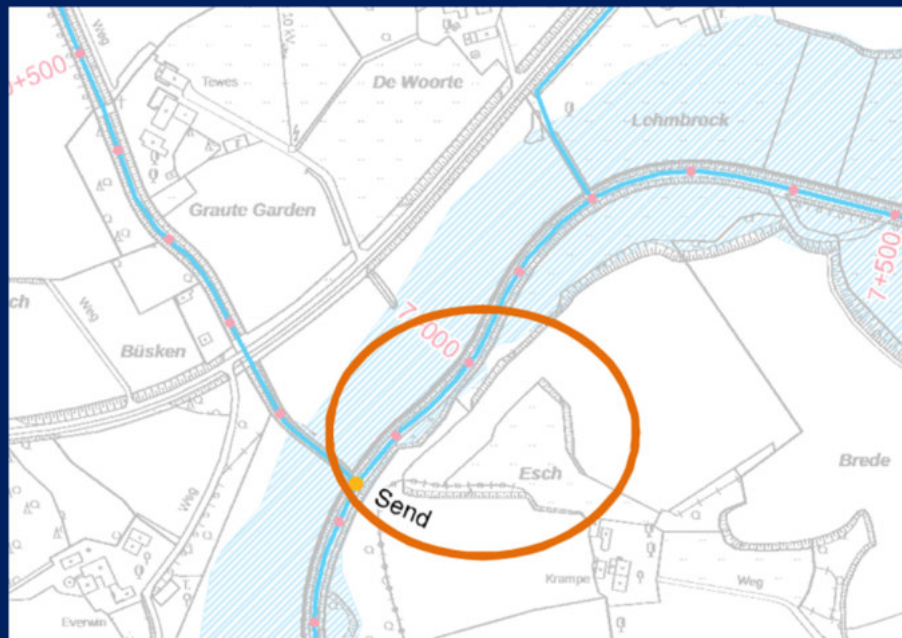 Weg
10 KV
Tewes
De Woorte
Lehmbrock
+500
Graute Garden
ch
Weg
Büsken
7+000
7+500
Esch
Brede
Send
Weg
Krampe
Weg
Everwin
T.